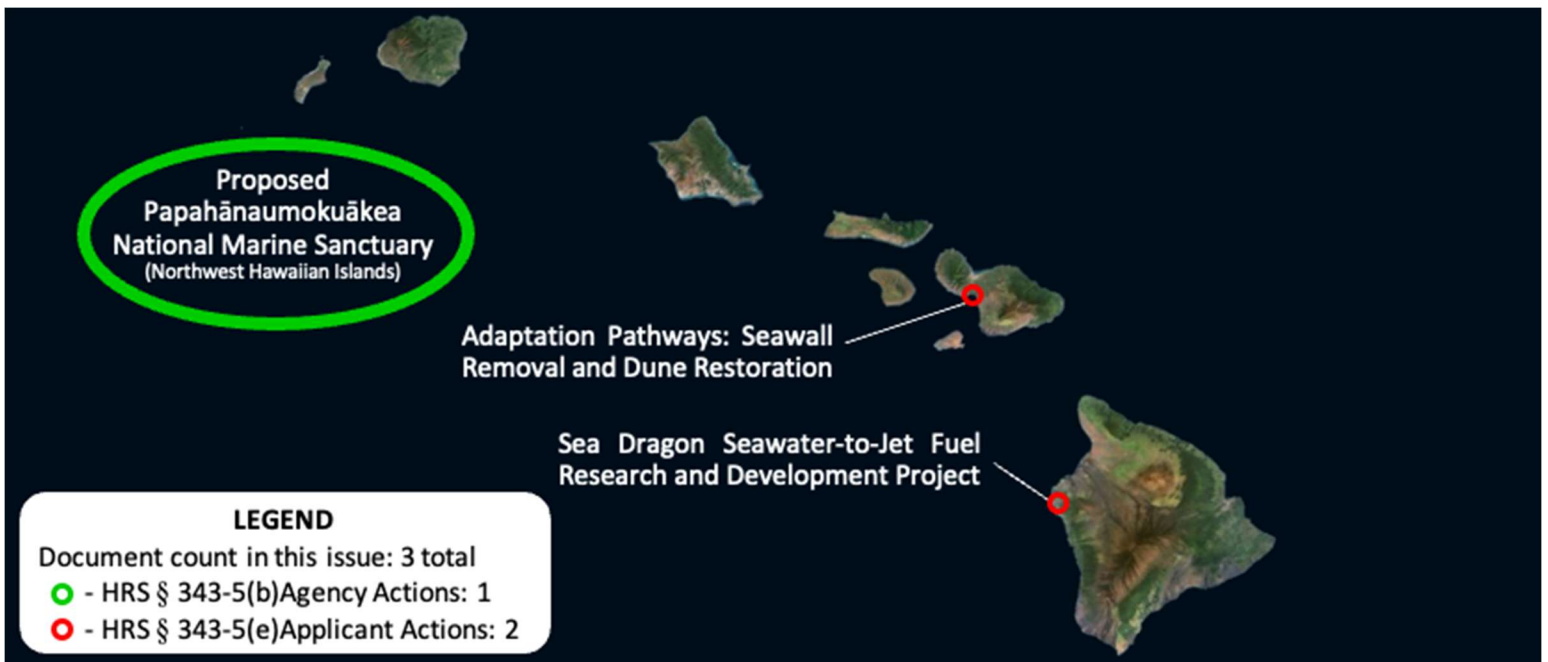 Proposed
Papahānaumokuākea
National Marine Sanctuary
(Northwest Hawaiian Islands)
Adaptation Pathways: Seawall
Removal and Dune Restoration
Sea Dragon Seawater-to-Jet Fuel
Research and Development Project
LEGEND
Document count in this issue: 3 total
- HRS § 343-5(b)Agency Actions: 1
- HRS § 343-5(e)Applicant Actions: 2